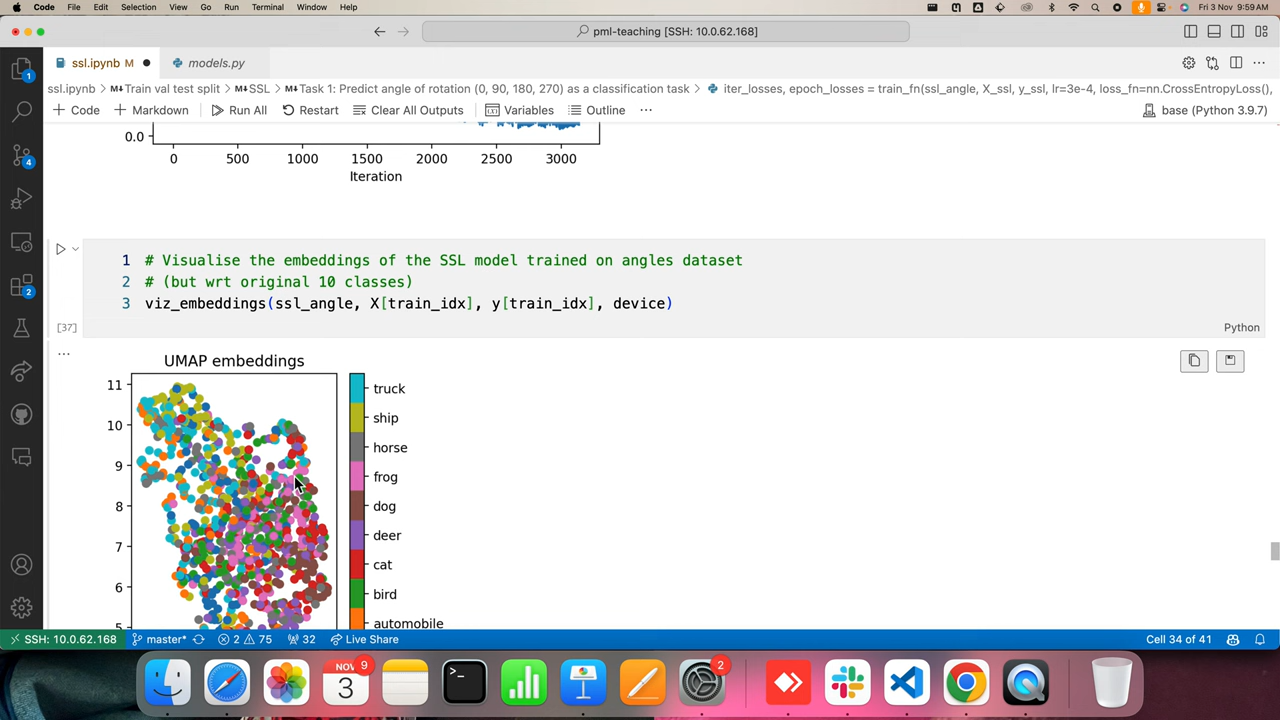 Code File Edit Selection View Go Run Terminal Window Help Fri 3 Nov 9:59 AM
pml-teaching [SSH: 10.0.62.168]
ssl.ipynb M models.py
ssl.ipynb > Train val test split > SSL > Task 1: Predict angle of rotation (0, 90, 180, 270) as a classification task > iter_losses, epoch_losses = train_fn(ssl_angle, X_ssl, y_ssl, lr=3e-4, loss_fn=nn.CrossEntropyLoss(),
+ Code + Markdown Run All Restart Clear All Outputs Variables Outline ... base (Python 3.9.7)
0.0
0 500 1000 1500 2000 2500 3000
Iteration
1 # Visualise the embeddings of the SSL model trained on angles dataset
2 # (but wrt original 10 classes)
3 viz_embeddings(ssl_angle, X[train_idx], y[train_idx], device)
[37] Python
...
UMAP embeddings
11 truck
ship
10
horse
9
frog
8 dog
deer
7
cat
6
bird
5 automobile
1
4
2
SSH: 10.0.62.168 master* 2 75 32 Live Share Cell 34 of 41
NOV 9
3
2